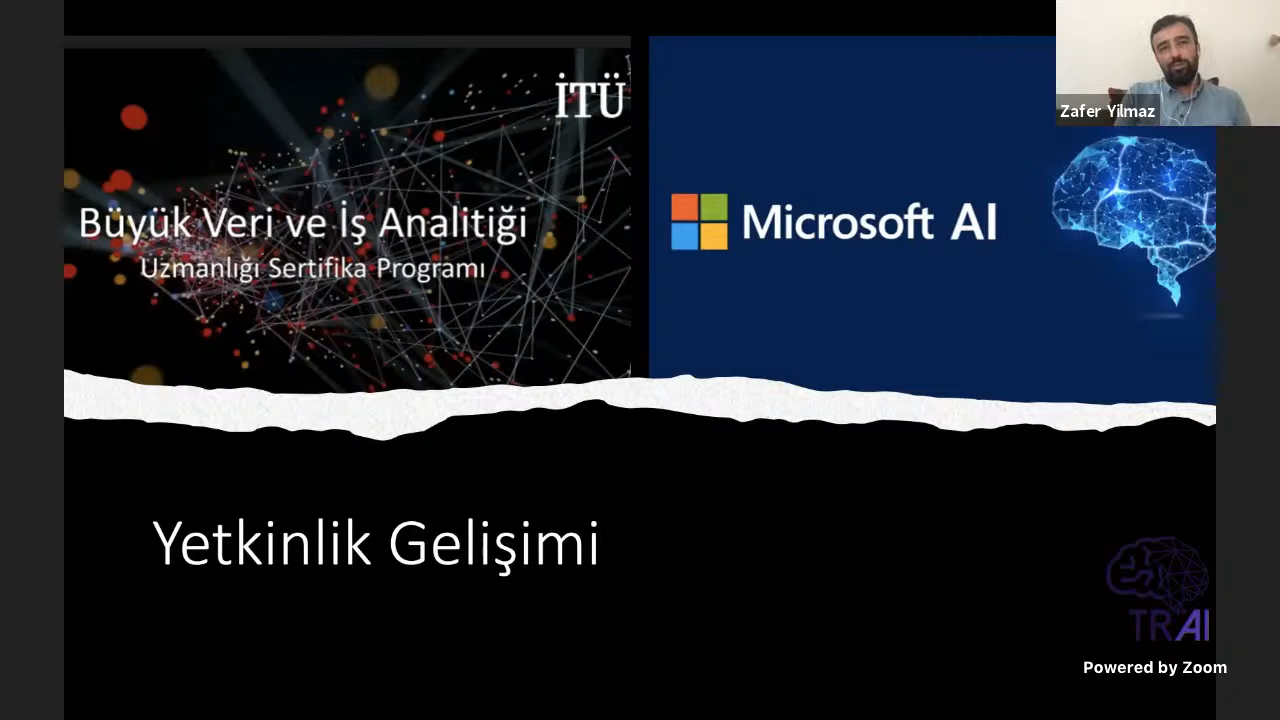 İTÜ
Büyük Veri ve İş Analitiği
Uzmanlığı Sertifika Programı
Microsoft AI
Zafer Yilmaz
Yetkinlik Gelişimi
TRAI
Powered by Zoom